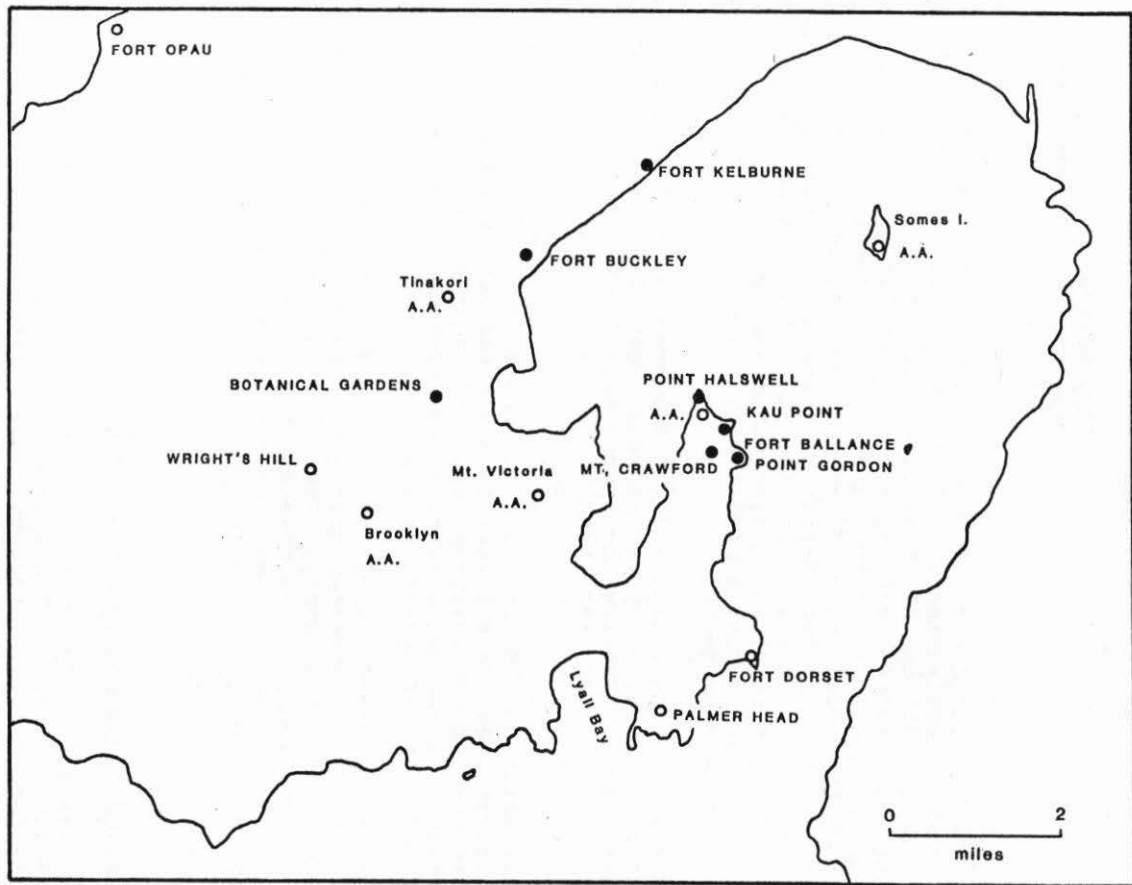 FORT OPAU
FORT KELBURNE
Somes I.
A.A.
FORT BUCKLEY
Tinakori
A.A.
BOTANICAL GARDENS
POINT HALSWELL
A.A.
KAU POINT
FORT BALLANCE
WRIGHT'S HILL
Mt. Victoria
A.A.
MT. CRAWFORD
POINT GORDON
Brooklyn
A.A.
FORT DORSET
Lyall Bay
PALMER HEAD
0 2
miles